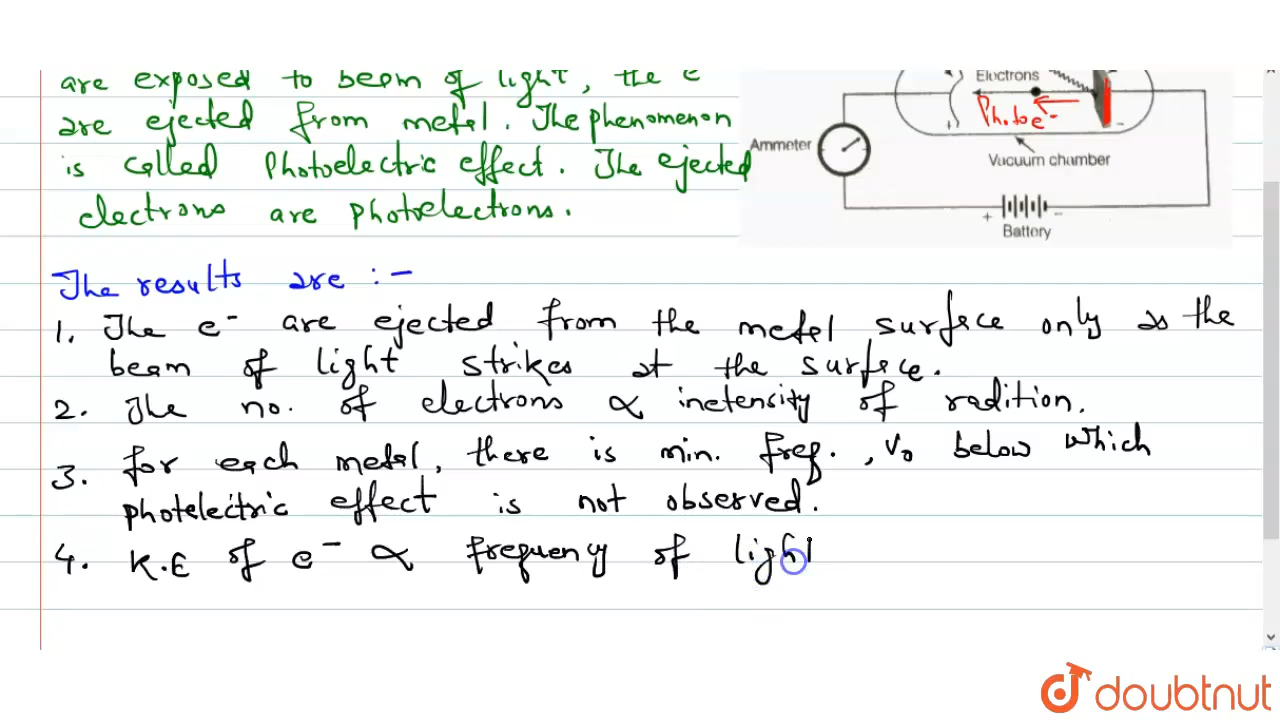 are exposed to beam of light, the e
are ejected from metal. The phenomenon
is called Photoelectric effect. The ejected
electrons are photoelectrons.
Electrons
Photoe-
-
+
Ammeter
Vacuum chamber
+ -
Battery
The results are :-
1. The e- are ejected from the metel surface only as the
beam of light strikes at the surface.
2. The no. of electrons ∝ inetensity of radition.
3. for each metal, there is min. freq., ν₀ below which
photelectric effect is not observed.
4. K.E of e- ∝ frequency of light
doubtnut